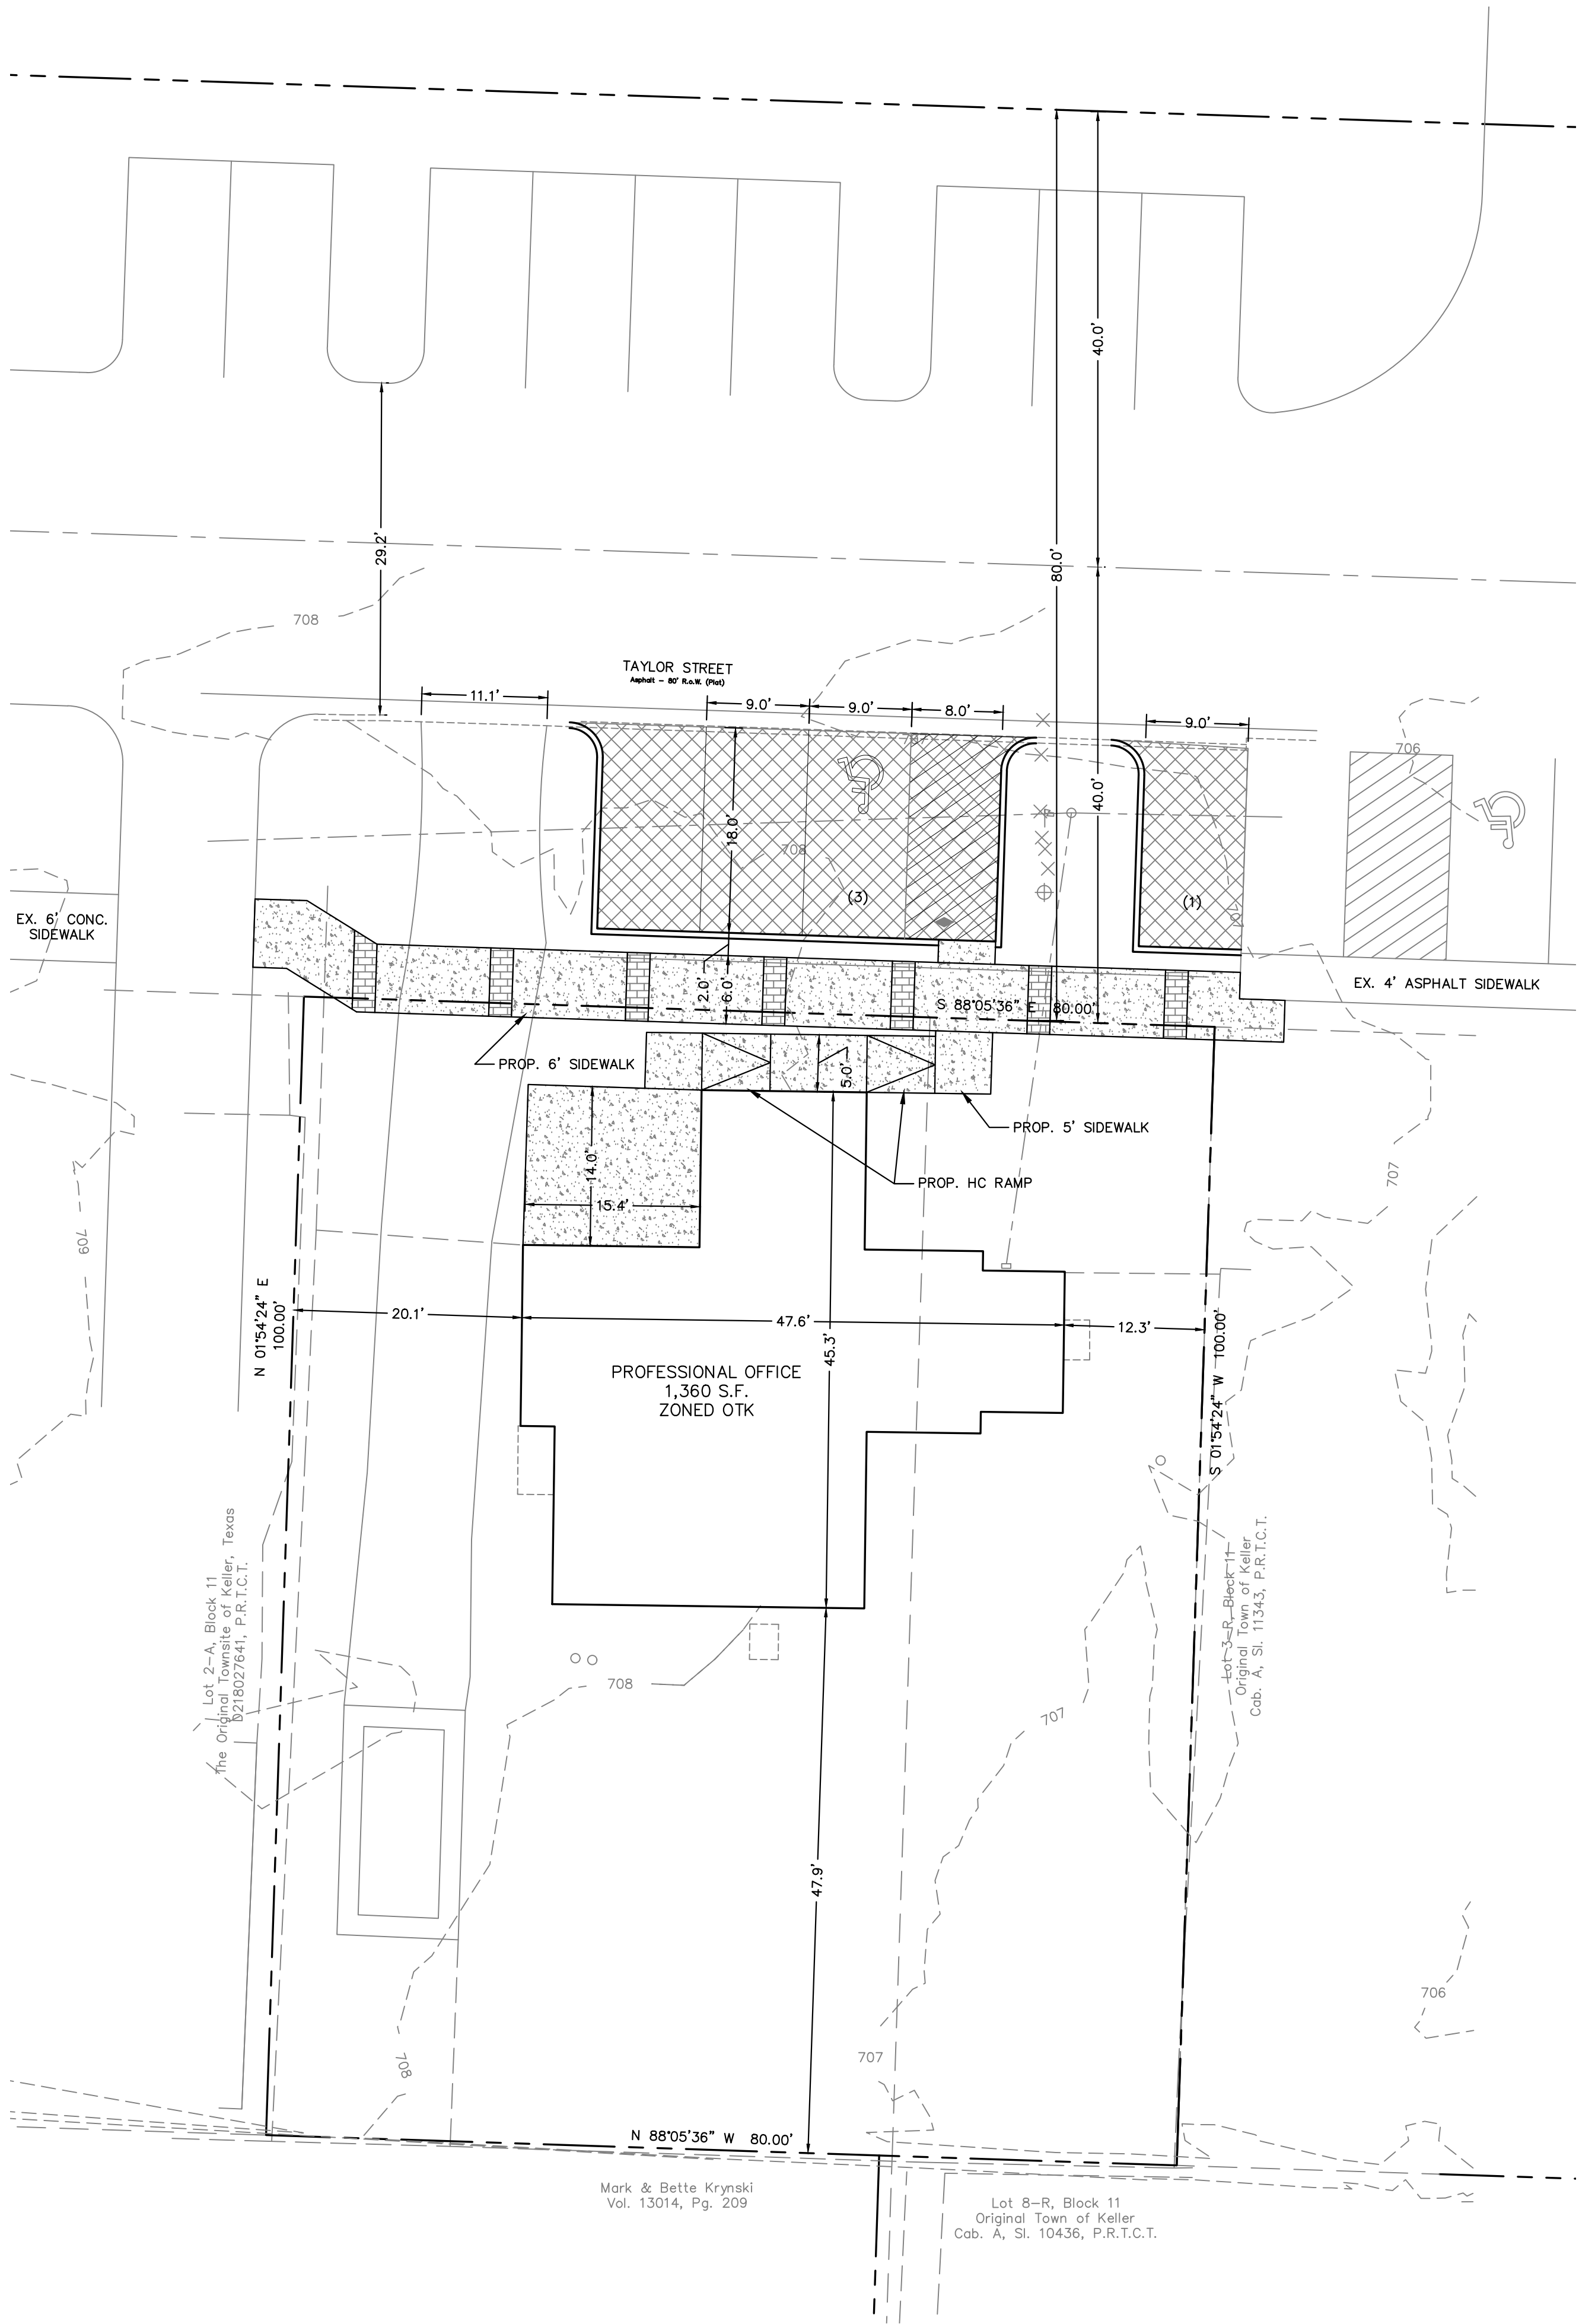 29.2'
40.0'
80.0'
708
TAYLOR STREET
Asphalt - 80' R.o.W. (Plat)
11.1'
9.0'
9.0'
8.0'
9.0'
706
18.0'
40.0'
708
(3)
(1)
EX. 6' CONC.
SIDEWALK
EX. 4' ASPHALT SIDEWALK
2.0'
6.0'
S 88°05'36" E 80.00'
PROP. 6' SIDEWALK
5.0'
PROP. 5' SIDEWALK
14.0'
15.4'
PROP. HC RAMP
707
709
N 01°54'24" E
100.00'
20.1'
47.6'
12.3'
45.3'
S 01°54'24" W 100.00'
PROFESSIONAL OFFICE
1,360 S.F.
ZONED OTK
Lot 2-A, Block 11
The Original Townsite of Keller, Texas
D218027641, P.R.T.C.T.
Lot 3-R, Block 11
Original Town of Keller
Cab. A, Sl. 11343, P.R.T.C.T.
708
707
47.9'
706
708
707
N 88°05'36" W 80.00'
Mark & Bette Krynski
Vol. 13014, Pg. 209
Lot 8-R, Block 11
Original Town of Keller
Cab. A, Sl. 10436, P.R.T.C.T.